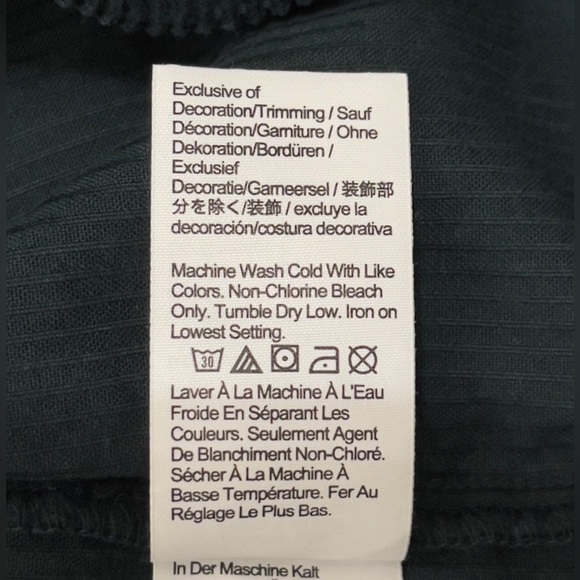 Exclusive of
Decoration/Trimming / Sauf
Décoration/Garniture / Ohne
Dekoration/Bordüren /
Exclusief
Decoratie/Garneersel / 装飾部
分を除く/装飾 / excluye la
decoración/costura decorativa
Machine Wash Cold With Like
Colors. Non-Chlorine Bleach
Only. Tumble Dry Low. Iron on
Lowest Setting.
30
Laver À La Machine À L'Eau
Froide En Séparant Les
Couleurs. Seulement Agent
De Blanchiment Non-Chloré.
Sécher À La Machine À
Basse Température. Fer Au
Réglage Le Plus Bas.
In Der Maschine Kalt